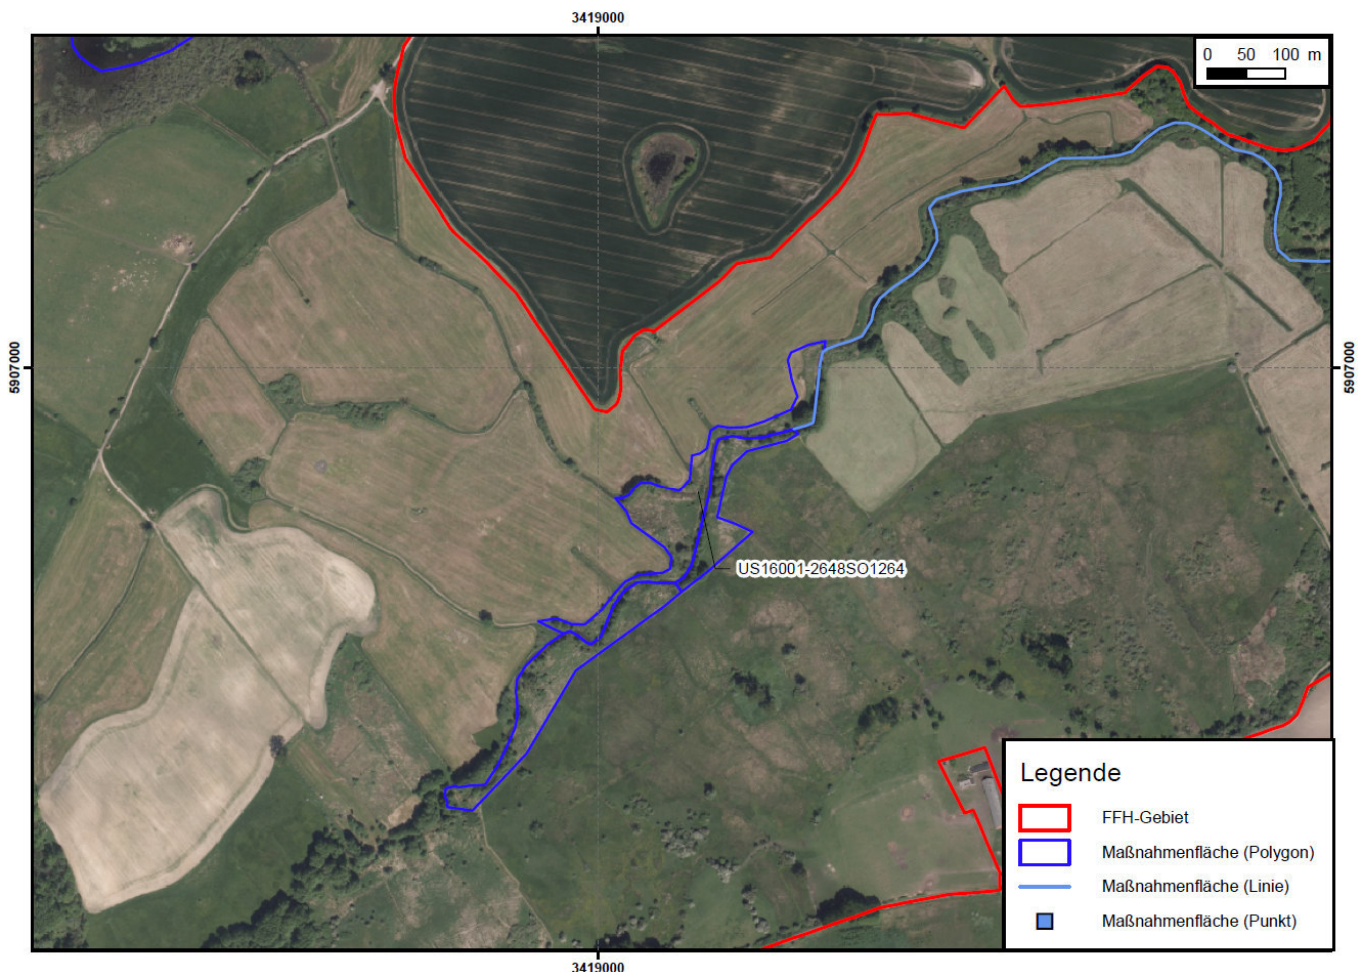 3419000
0 50 100 m
5907000
5907000
US16001-2648SO1264
Legende
FFH-Gebiet
Maßnahmenfläche (Polygon)
Maßnahmenfläche (Linie)
Maßnahmenfläche (Punkt)
3419000